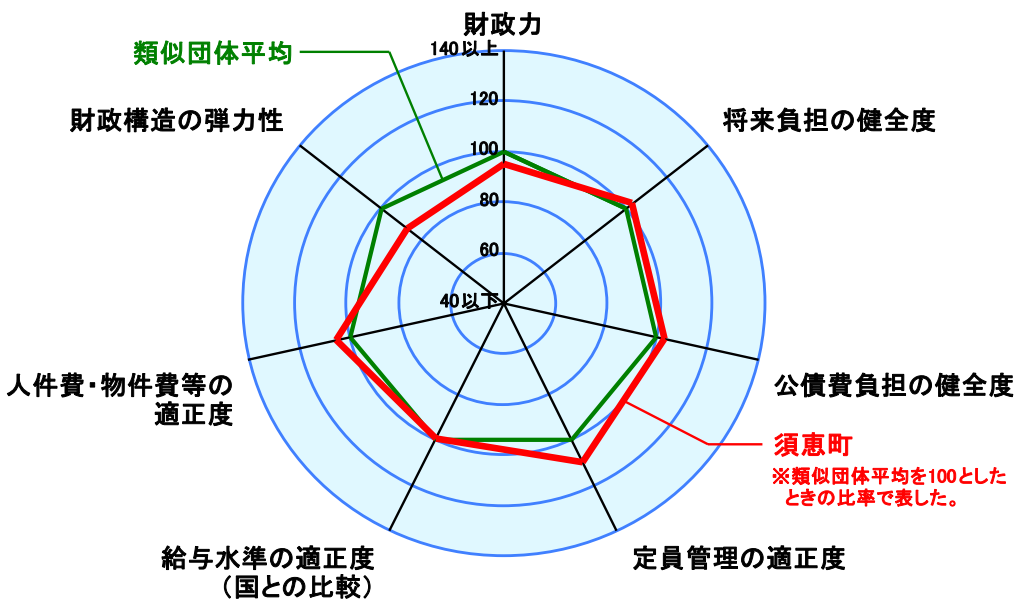 財政力
類似団体平均
140以上
120
100
80
60
40以下
財政構造の弾力性
将来負担の健全度
人件費・物件費等の
適正度
公債費負担の健全度
須恵町
※類似団体平均を100とした
ときの比率で表した。
給与水準の適正度
（国との比較）
定員管理の適正度